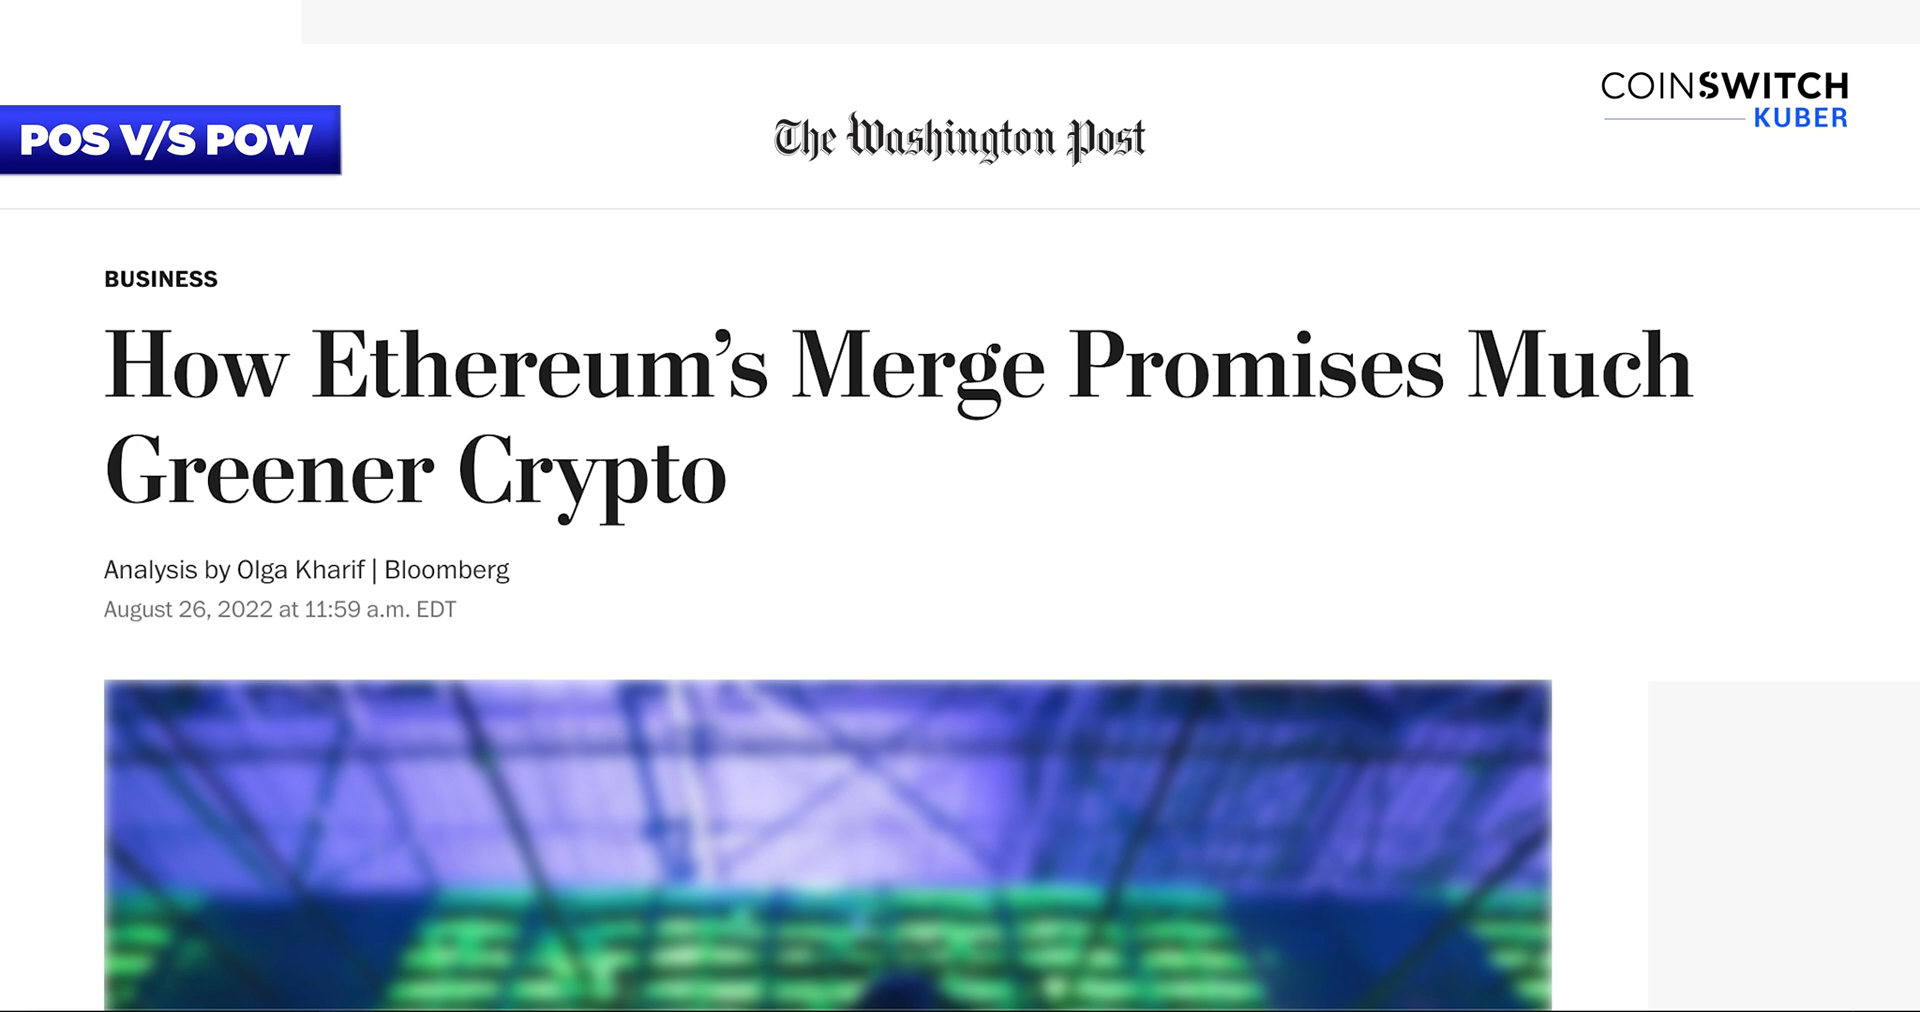 COINSWITCH
KUBER
POS V/S POW
The Washington Post
BUSINESS
How Ethereum’s Merge Promises Much
Greener Crypto
Analysis by Olga Kharif | Bloomberg
August 26, 2022 at 11:59 a.m. EDT